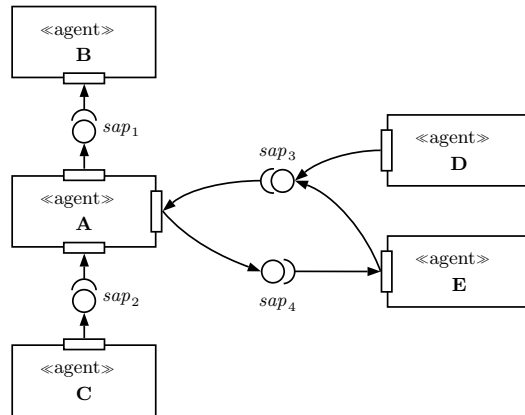 ≪agent≫
B
sap₁
≪agent≫
A
sap₂
≪agent≫
C
sap₃
sap₄
≪agent≫
D
≪agent≫
E